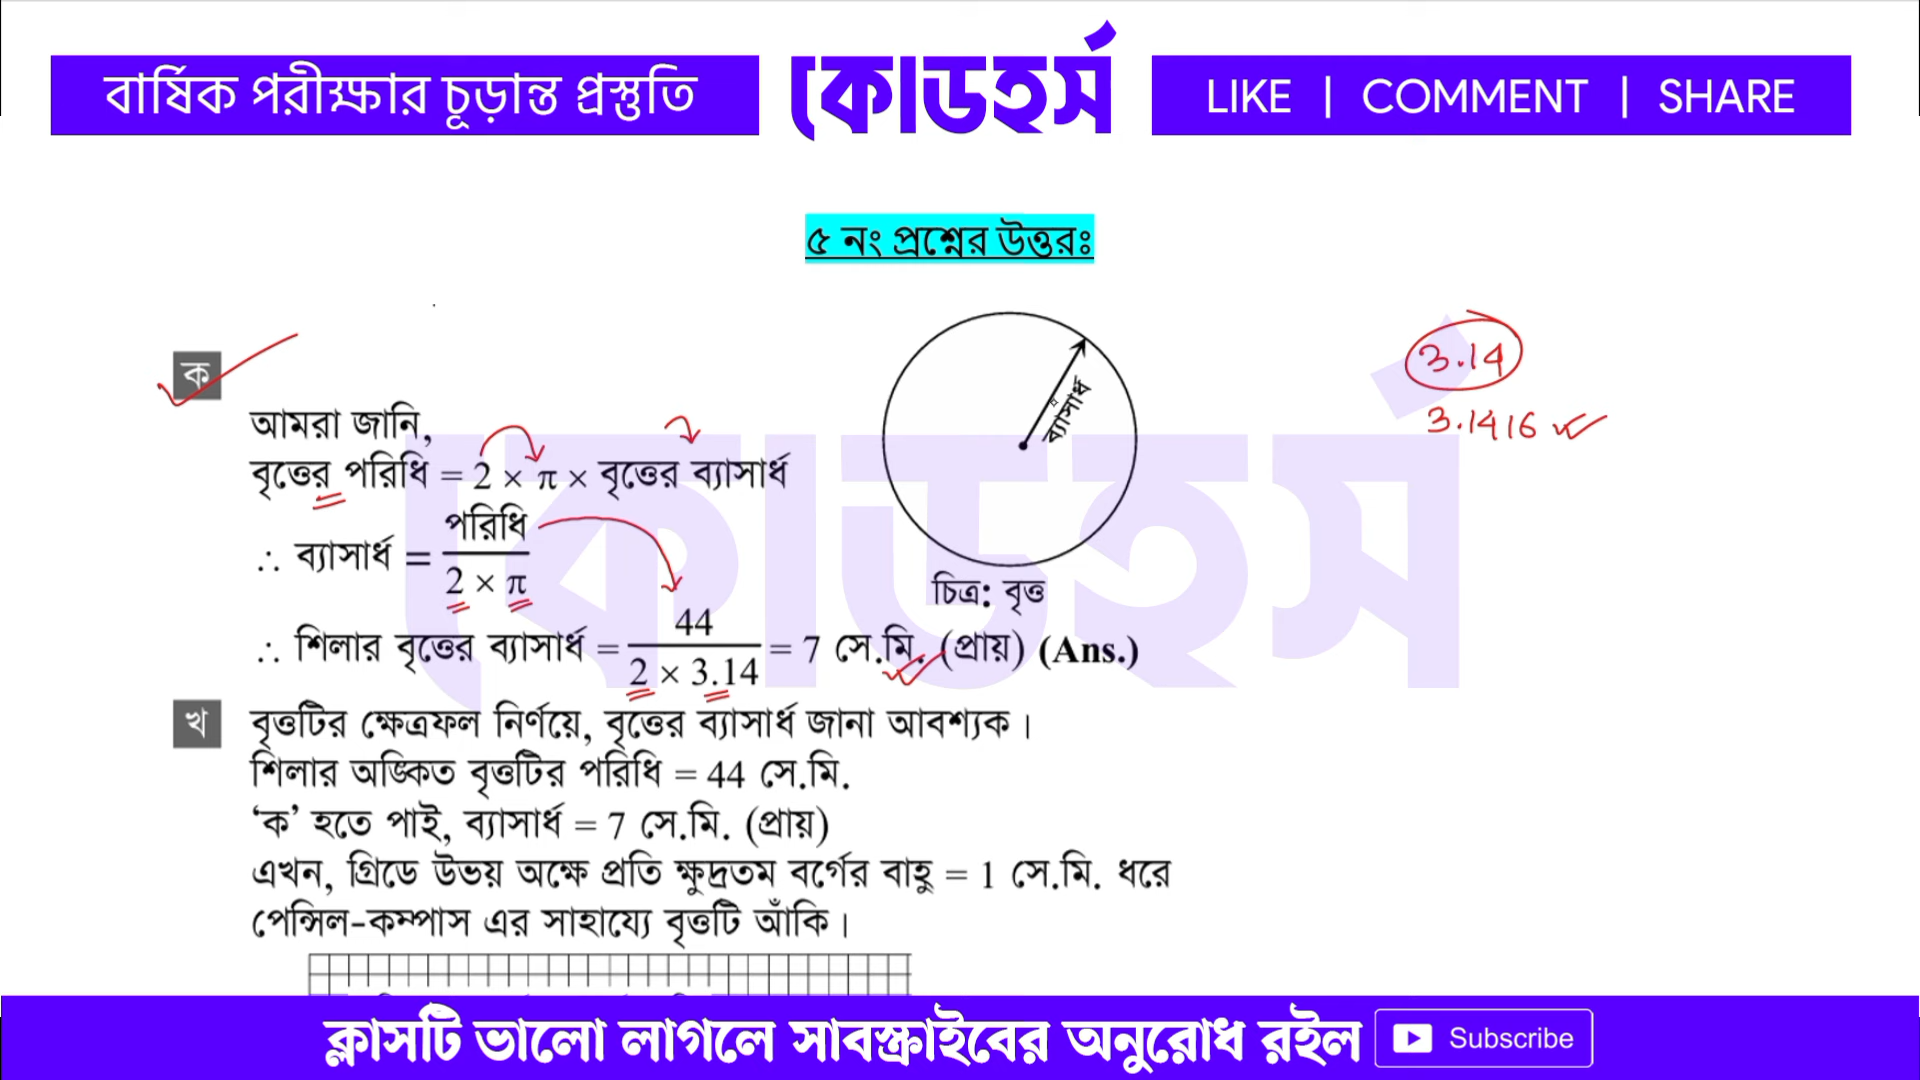 বার্ষিক পরীক্ষার চূড়ান্ত প্রস্তুতি
কোডহর্স
LIKE | COMMENT | SHARE
৫ নং প্রশ্নের উত্তরঃ
ক
আমরা জানি,
বৃত্তের পরিধি = 2 × π × বৃত্তের ব্যাসার্ধ
∴ ব্যাসার্ধ = পরিধি / 2 × π
∴ শিলার বৃত্তের ব্যাসার্ধ = 44 / 2 × 3.14 = 7 সে.মি. (প্রায়) (Ans.)
ব্যাসার্ধ
চিত্র: বৃত্ত
3.14
3.1416
খ বৃত্তটির ক্ষেত্রফল নির্ণয়ে, বৃত্তের ব্যাসার্ধ জানা আবশ্যক।
শিলার অঙ্কিত বৃত্তটির পরিধি = 44 সে.মি.
‘ক’ হতে পাই, ব্যাসার্ধ = 7 সে.মি. (প্রায়)
এখন, গ্রিডে উভয় অক্ষে প্রতি ক্ষুদ্রতম বর্গের বাহু = 1 সে.মি. ধরে
পেন্সিল-কম্পাস এর সাহায্যে বৃত্তটি আঁকি।
ক্লাসটি ভালো লাগলে সাবস্ক্রাইবের অনুরোধ রইল
Subscribe
কোডহর্স